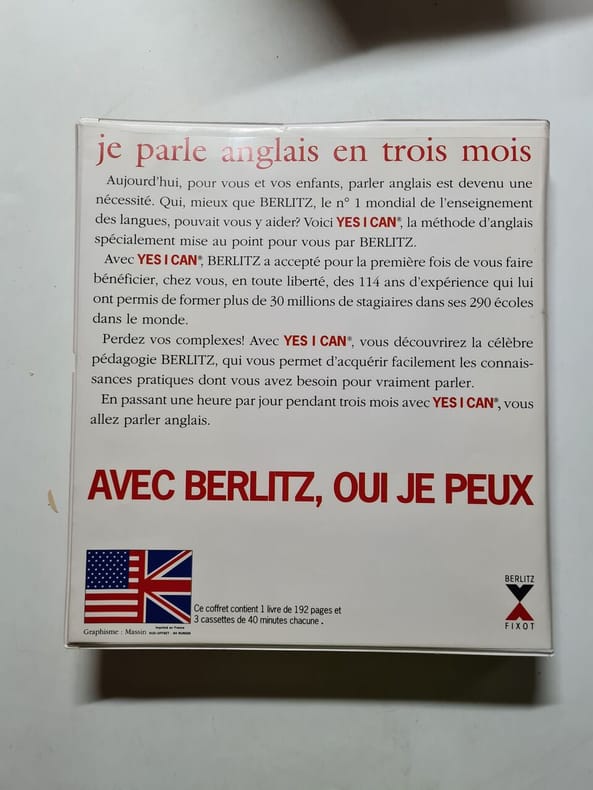 je parle anglais en trois mois
Aujourd'hui, pour vous et vos enfants, parler anglais est devenu une
nécessité. Qui, mieux que BERLITZ, le n° 1 mondial de l'enseignement
des langues, pouvait vous y aider? Voici YES I CAN®, la méthode d'anglais
spécialement mise au point pour vous par BERLITZ.
Avec YES I CAN®, BERLITZ a accepté pour la première fois de vous faire
bénéficier, chez vous, en toute liberté, des 114 ans d'expérience qui lui
ont permis de former plus de 30 millions de stagiaires dans ses 290 écoles
dans le monde.
Perdez vos complexes! Avec YES I CAN®, vous découvrirez la célèbre
pédagogie BERLITZ, qui vous permet d'acquérir facilement les connais-
sances pratiques dont vous avez besoin pour vraiment parler.
En passant une heure par jour pendant trois mois avec YES I CAN®, vous
allez parler anglais.
AVEC BERLITZ, OUI JE PEUX
Ce coffret contient 1 livre de 192 pages et
3 cassettes de 40 minutes chacune.
Imprimé en France
Graphisme : Massin
BERLITZ
FIXOT